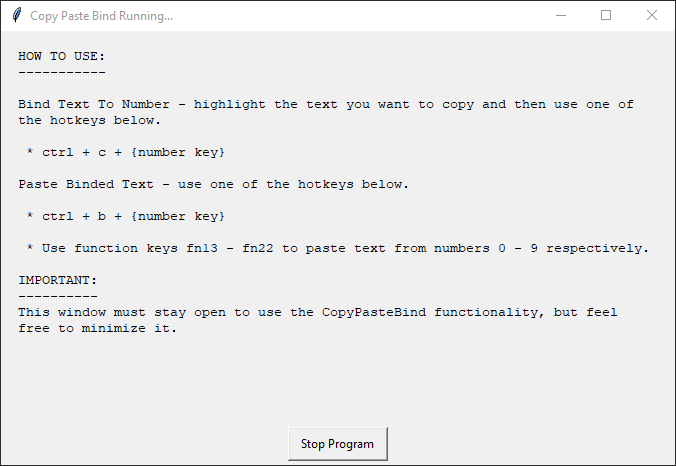 Copy Paste Bind Running...
HOW TO USE:
-----------
Bind Text To Number - highlight the text you want to copy and then use one of
the hotkeys below.
* ctrl + c + {number key}
Paste Binded Text - use one of the hotkeys below.
* ctrl + b + {number key}
* Use function keys fn13 - fn22 to paste text from numbers 0 - 9 respectively.
IMPORTANT:
----------
This window must stay open to use the CopyPasteBind functionality, but feel
free to minimize it.
Stop Program